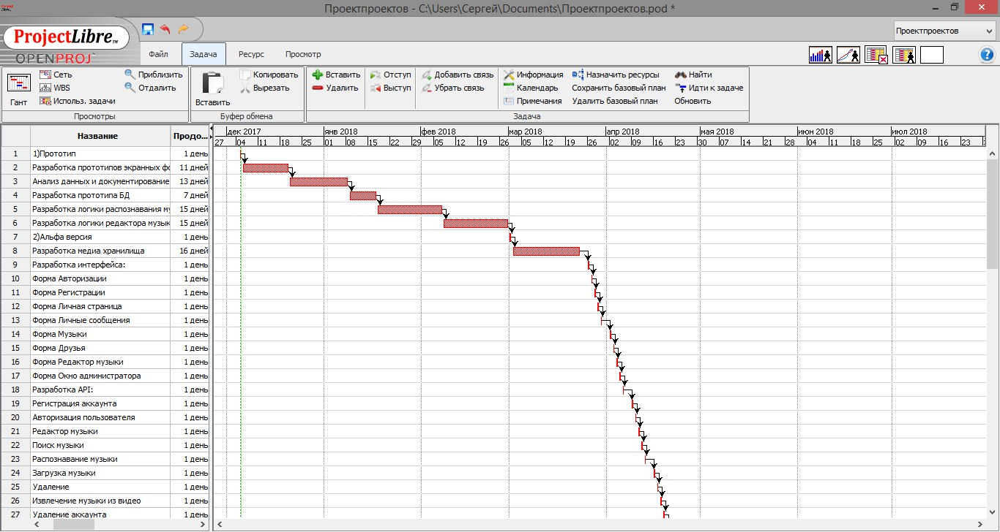 Проектпроектов - C:\Users\Сергей\Documents\Проектпроектов.pod *
ProjectLibre™
OPENPROJ
Проектпроектов
Файл Задача Ресурс Просмотр
Гант
Сеть
WBS
Использ. задачи
Приблизить
Отдалить
Просмотры
Вставить
Копировать
Вырезать
Буфер обмена
Вставить
Удалить
Отступ
Выступ
Добавить связь
Убрать связь
Информация
Календарь
Примечания
Назначить ресурсы
Сохранить базовый план
Удалить базовый план
Найти
Идти к задаче
Обновить
Задача
Название Продо...
дек 2017 янв 2018 фев 2018 мар 2018 апр 2018 мая 2018 июн 2018 июл 2018
27 04 11 18 25 01 08 15 22 29 05 12 19 26 05 12 19 26 02 09 16 23 30 07 14 21 28 04 11 18 25 02 09 16 23
1 1)Прототип 1 день
2 Разработка прототипов экранных фо 11 дней
3 Анализ данных и документирование 13 дней
4 Разработка прототипа БД 7 дней
5 Разработка логики распознавания му 15 дней
6 Разработка логики редактора музык 15 дней
7 2)Альфа версия 1 день
8 Разработка медиа хранилища 16 дней
9 Разработка интерфейса: 1 день
10 Форма Авторизации 1 день
11 Форма Регистрации 1 день
12 Форма Личная страница 1 день
13 Форма Личные сообщения 1 день
14 Форма Музыки 1 день
15 Форма Друзья 1 день
16 Форма Редактор музыки 1 день
17 Форма Окно администратора 1 день
18 Разработка API: 1 день
19 Регистрация аккаунта 1 день
20 Авторизация пользователя 1 день
21 Редактор музыки 1 день
22 Поиск музыки 1 день
23 Распознавание музыки 1 день
24 Загрузка музыки 1 день
25 Удаление 1 день
26 Извлечение музыки из видео 1 день
27 Удаление аккаунта 1 день